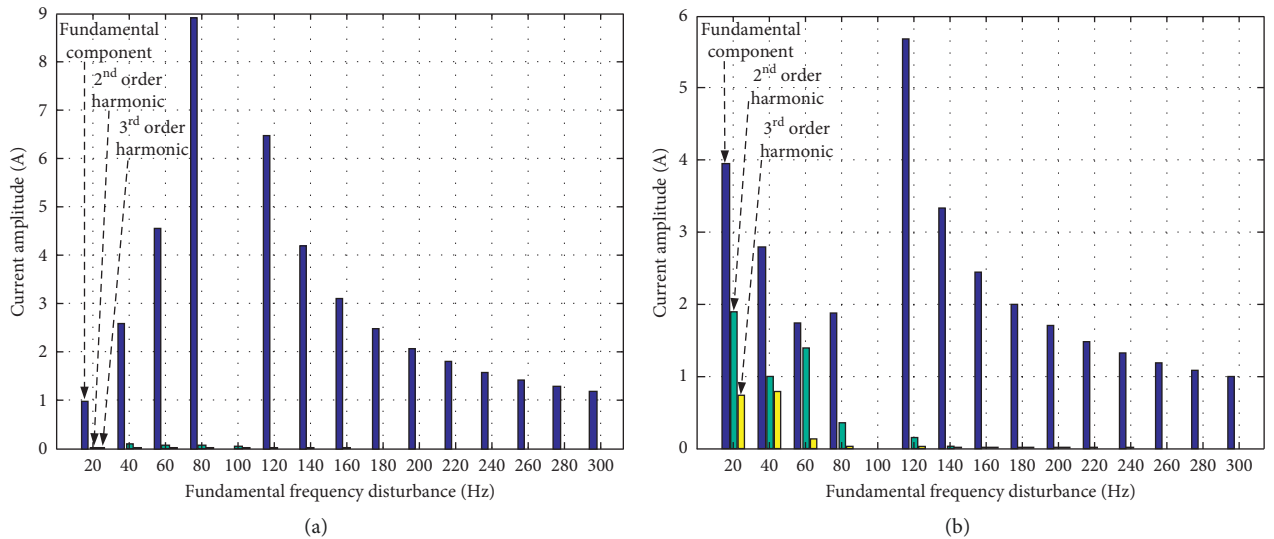 9
8
7
6
5
4
3
2
1
0
Current amplitude (A)
Fundamental
component
2nd order
harmonic
3rd order
harmonic
20 40 60 80 100 120 140 160 180 200 220 240 260 280 300
Fundamental frequency disturbance (Hz)
(a)
6
5
4
3
2
1
0
Current amplitude (A)
Fundamental
component
2nd order
harmonic
3rd order
harmonic
20 40 60 80 100 120 140 160 180 200 220 240 260 280 300
Fundamental frequency disturbance (Hz)
(b)